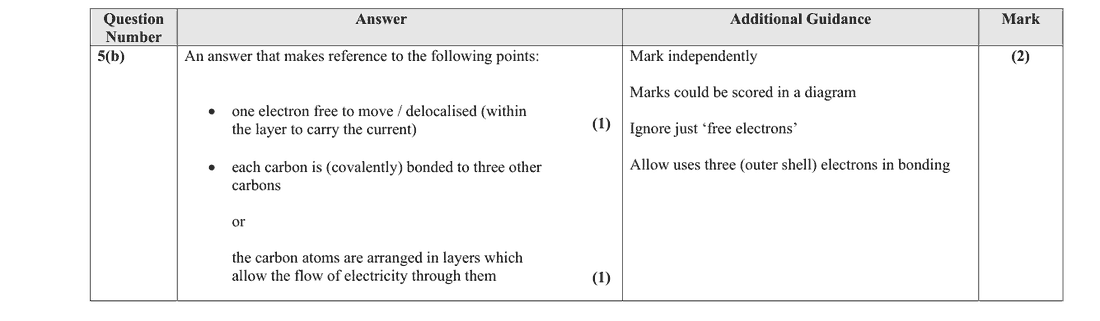 Question Number
Answer
Additional Guidance
Mark
5(b)
An answer that makes reference to the following points:
• one electron free to move / delocalised (within
the layer to carry the current)
(1)
• each carbon is (covalently) bonded to three other
carbons
or
the carbon atoms are arranged in layers which
allow the flow of electricity through them
(1)
Mark independently
Marks could be scored in a diagram
Ignore just ‘free electrons’
Allow uses three (outer shell) electrons in bonding
(2)